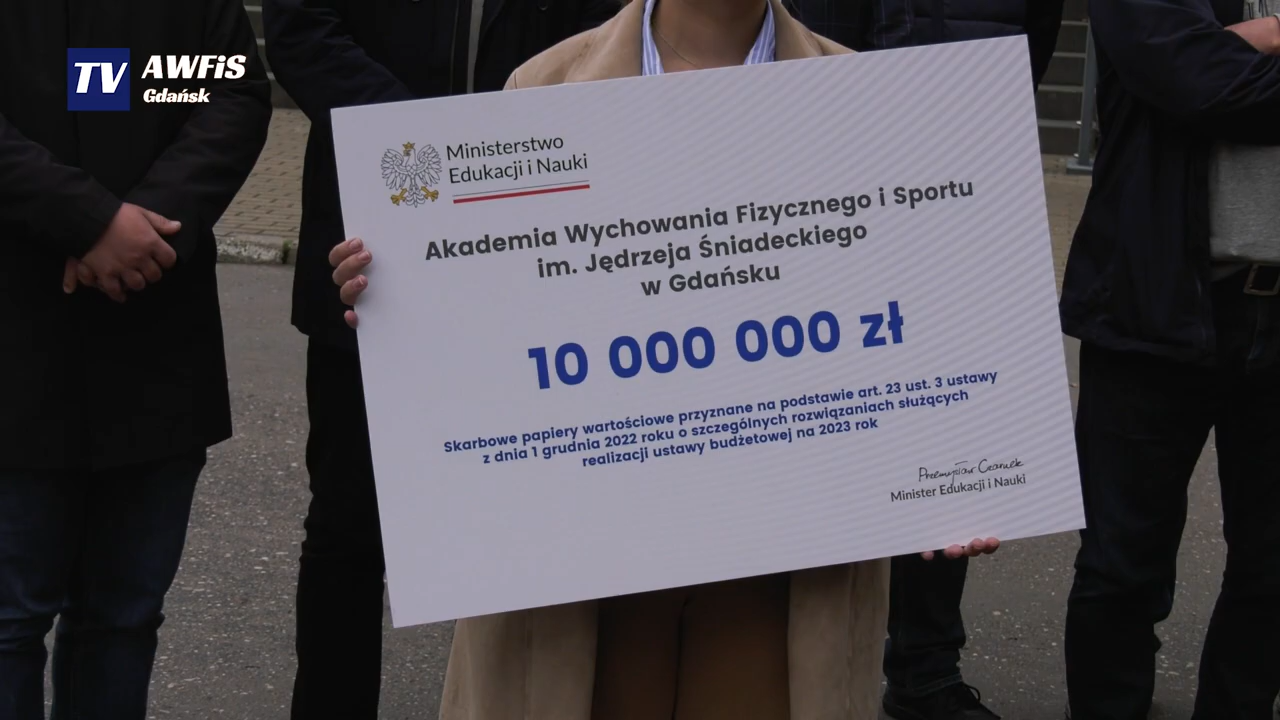 TV AWFiS
Gdańsk
Ministerstwo
Edukacji i Nauki
Akademia Wychowania Fizycznego i Sportu
im. Jędrzeja Śniadeckiego
w Gdańsku
10 000 000 zł
Skarbowe papiery wartościowe przyznane na podstawie art. 23 ust. 3 ustawy
z dnia 1 grudnia 2022 roku o szczególnych rozwiązaniach służących
realizacji ustawy budżetowej na 2023 rok
Przemysław Czarnek
Minister Edukacji i Nauki